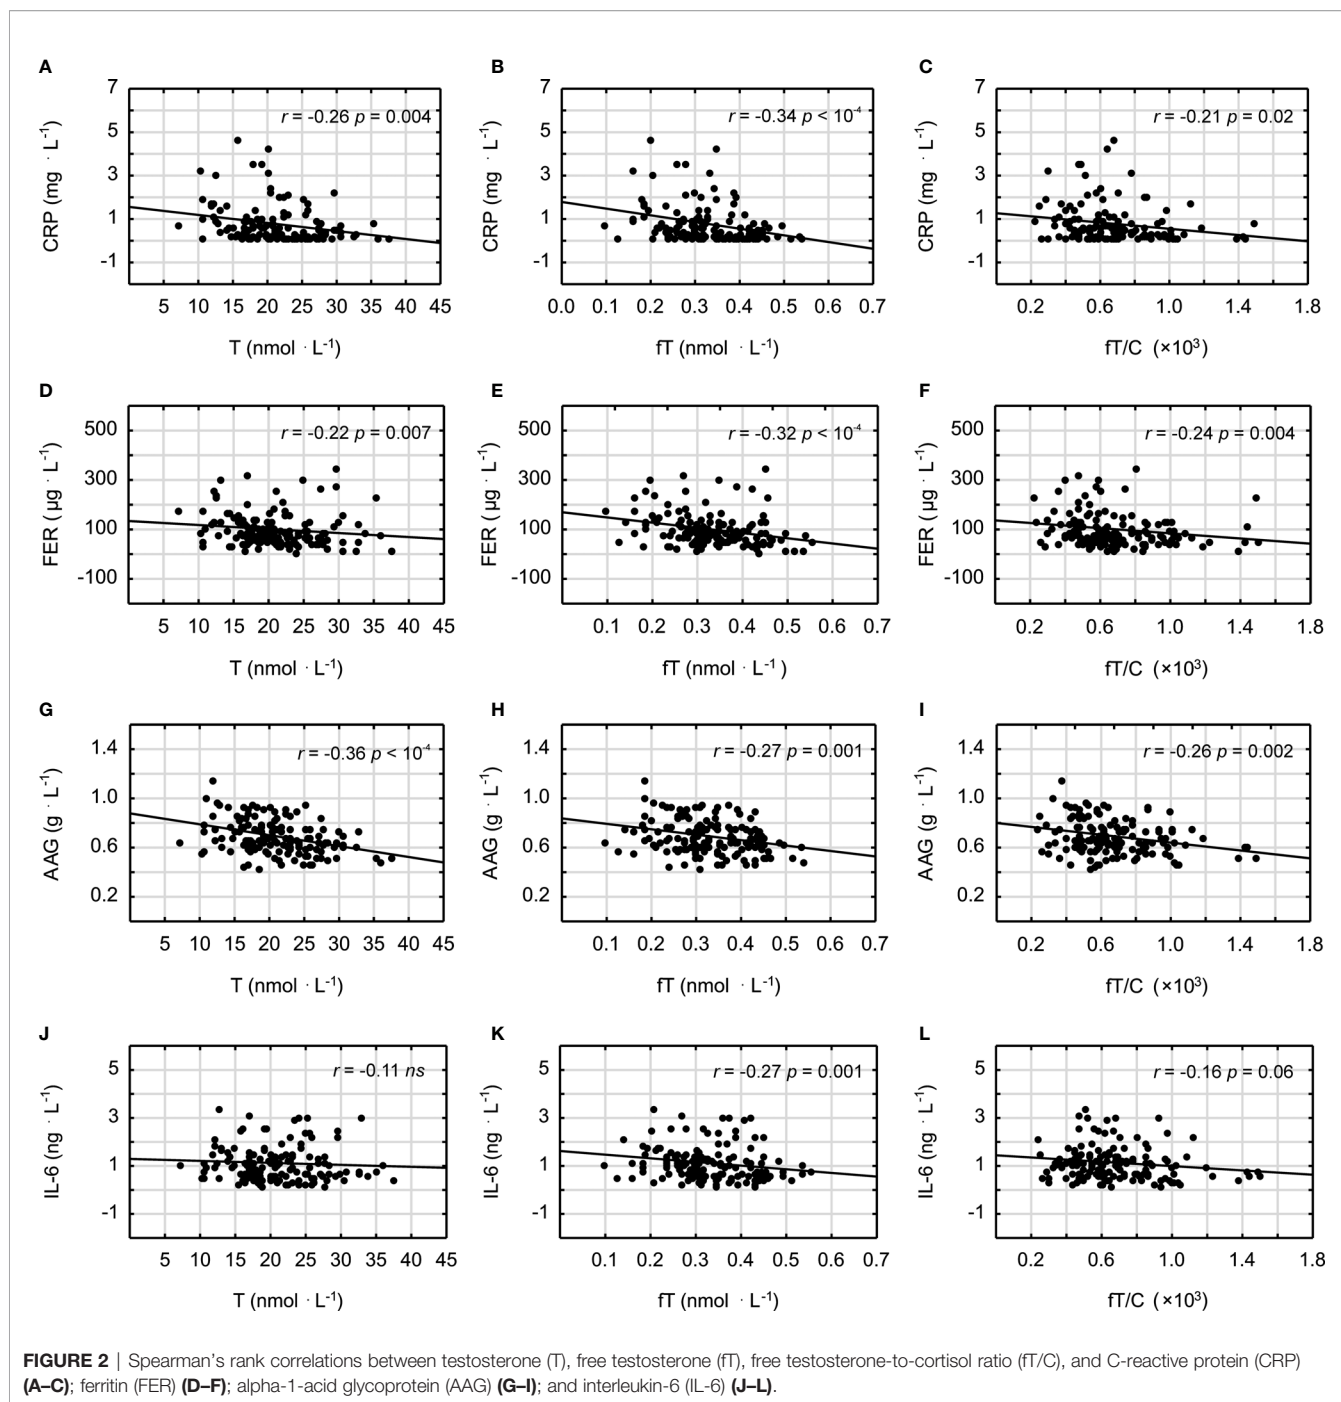 A
7
5
3
1
-1
CRP (mg · L⁻¹)
r = -0.26 p = 0.004
5 10 15 20 25 30 35 40 45
T (nmol · L⁻¹)
B
7
5
3
1
-1
CRP (mg · L⁻¹)
r = -0.34 p < 10⁻⁴
0.0 0.1 0.2 0.3 0.4 0.5 0.6 0.7
fT (nmol · L⁻¹)
C
7
5
3
1
-1
CRP (mg · L⁻¹)
r = -0.21 p = 0.02
0.2 0.6 1.0 1.4 1.8
fT/C (×10³)
D
500
300
100
-100
FER (µg · L⁻¹)
r = -0.22 p = 0.007
5 10 15 20 25 30 35 40 45
T (nmol · L⁻¹)
E
500
300
100
-100
FER (µg · L⁻¹)
r = -0.32 p < 10⁻⁴
0.1 0.2 0.3 0.4 0.5 0.6 0.7
fT (nmol · L⁻¹)
F
500
300
100
-100
FER (µg · L⁻¹)
r = -0.24 p = 0.004
0.2 0.6 1.0 1.4 1.8
fT/C (×10³)
G
1.4
1.0
0.6
0.2
AAG (g · L⁻¹)
r = -0.36 p < 10⁻⁴
5 10 15 20 25 30 35 40 45
T (nmol · L⁻¹)
H
1.4
1.0
0.6
0.2
AAG (g · L⁻¹)
r = -0.27 p = 0.001
0.1 0.2 0.3 0.4 0.5 0.6 0.7
fT (nmol · L⁻¹)
I
1.4
1.0
0.6
0.2
AAG (g · L⁻¹)
r = -0.26 p = 0.002
0.2 0.6 1.0 1.4 1.8
fT/C (×10³)
J
5
3
1
-1
IL-6 (ng · L⁻¹)
r = -0.11 ns
5 10 15 20 25 30 35 40 45
T (nmol · L⁻¹)
K
5
3
1
-1
IL-6 (ng · L⁻¹)
r = -0.27 p = 0.001
0.1 0.2 0.3 0.4 0.5 0.6 0.7
fT (nmol · L⁻¹)
L
5
3
1
-1
IL-6 (ng · L⁻¹)
r = -0.16 p = 0.06
0.2 0.6 1.0 1.4 1.8
fT/C (×10³)
FIGURE 2 | Spearman's rank correlations between testosterone (T), free testosterone (fT), free testosterone-to-cortisol ratio (fT/C), and C-reactive protein (CRP)
(A–C); ferritin (FER) (D–F); alpha-1-acid glycoprotein (AAG) (G–I); and interleukin-6 (IL-6) (J–L).